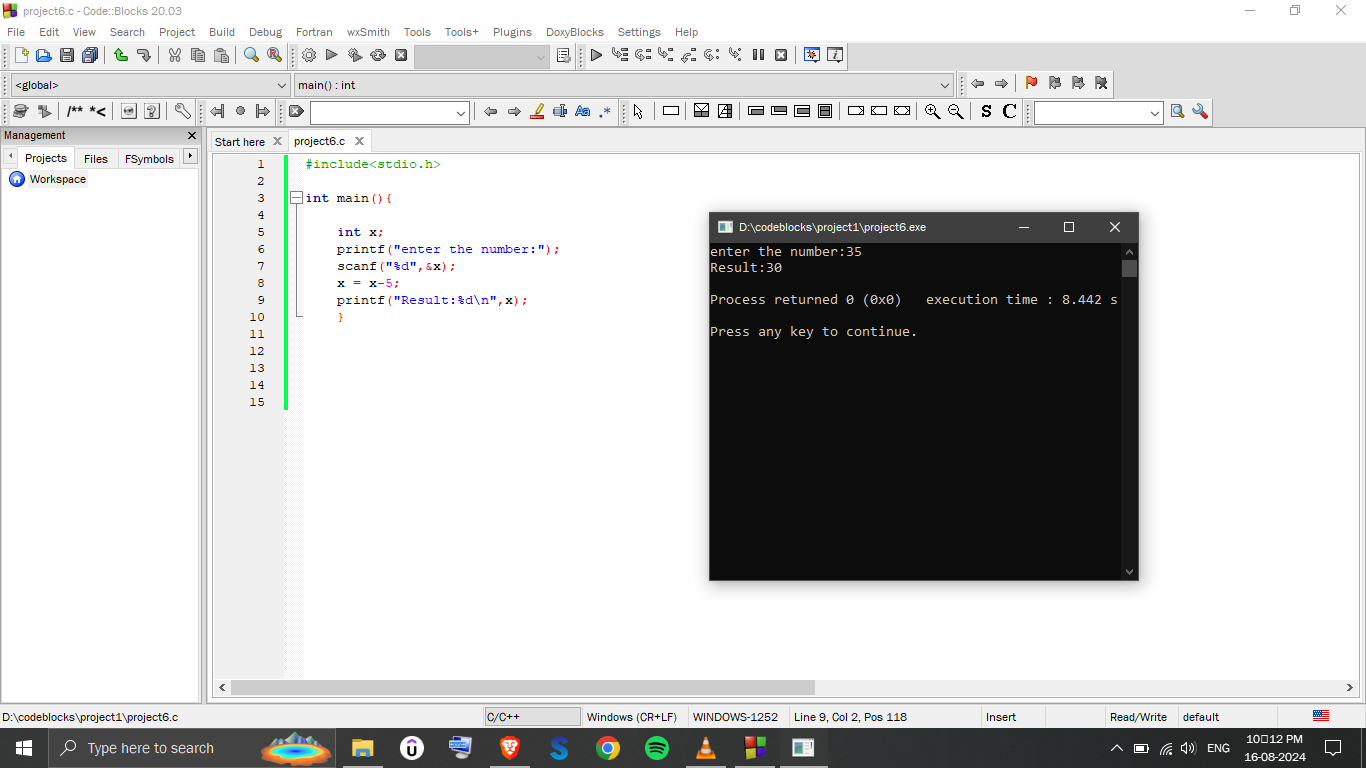 project6.c - Code::Blocks 20.03
File Edit View Search Project Build Debug Fortran wxSmith Tools Tools+ Plugins DoxyBlocks Settings Help
<global> main() : int
/** *< Aa .* S C
Management
Projects Files FSymbols
Workspace
Start here project6.c
1 #include<stdio.h>
2
3 int main(){
4
5 int x;
6 printf("enter the number:");
7 scanf("%d",&x);
8 x = x-5;
9 printf("Result:%d\n",x);
10 }
11
12
13
14
15
D:\codeblocks\project1\project6.exe
enter the number:35
Result:30
Process returned 0 (0x0)   execution time : 8.442 s
Press any key to continue.
D:\codeblocks\project1\project6.c C/C++ Windows (CR+LF) WINDOWS-1252 Line 9, Col 2, Pos 118 Insert Read/Write default
Type here to search
ENG
10▯12 PM
16-08-2024